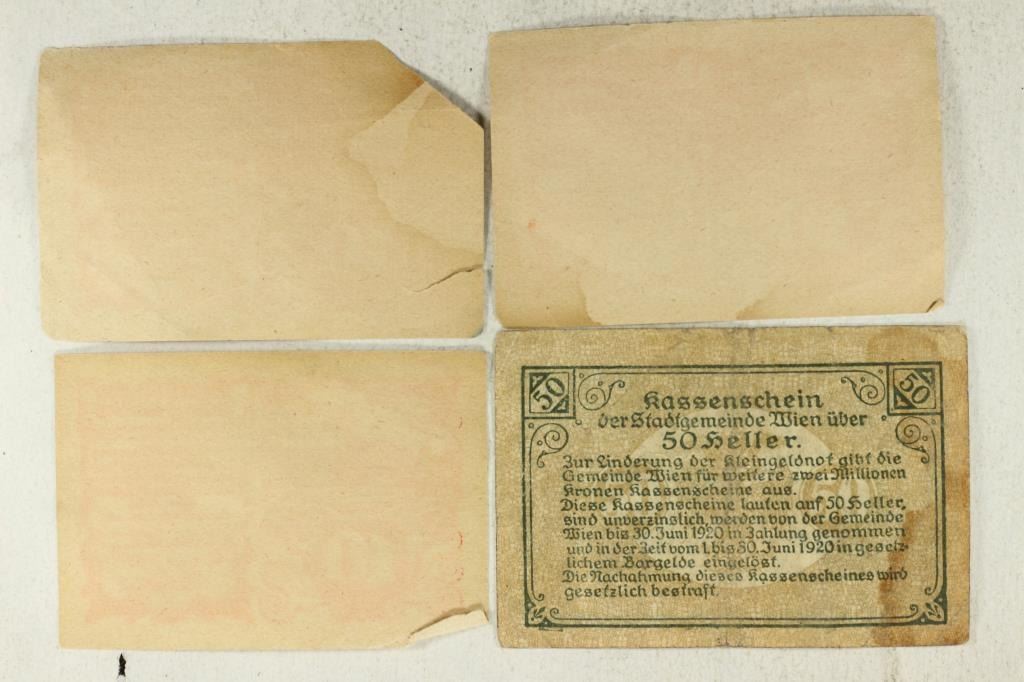 50 50
Kassenschein
der Stadtgemeinde Wien über
50 Heller.
Zur Linderung der Kleingeldnot gibt die
Gemeinde Wien für weitere zwei Millionen
Kronen Kassenscheine aus.
Diese Kassenscheine lauten auf 50 Heller,
sind unverzinslich, werden von der Gemeinde
Wien bis 30. Juni 1920 in Zahlung genommen
und in der Zeit vom 1. bis 30. Juni 1920 in gesetz-
lichem Bargelde eingelöst.
Die Nachahmung dieses Kassenscheines wird
gesetzlich bestraft.